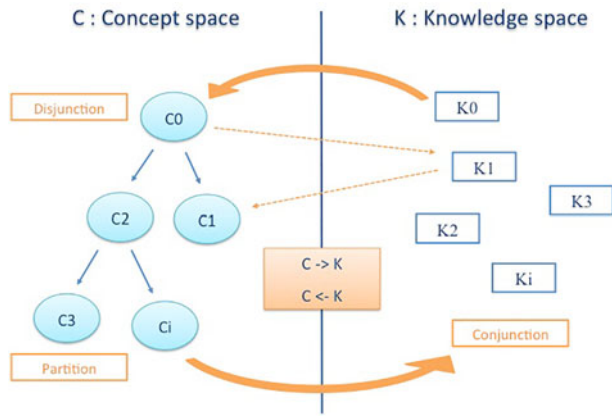 C : Concept space
K : Knowledge space
Disjunction
C0
K0
K1
K3
C2
C1
K2
C -> K
C <- K
Ki
C3
Ci
Conjunction
Partition